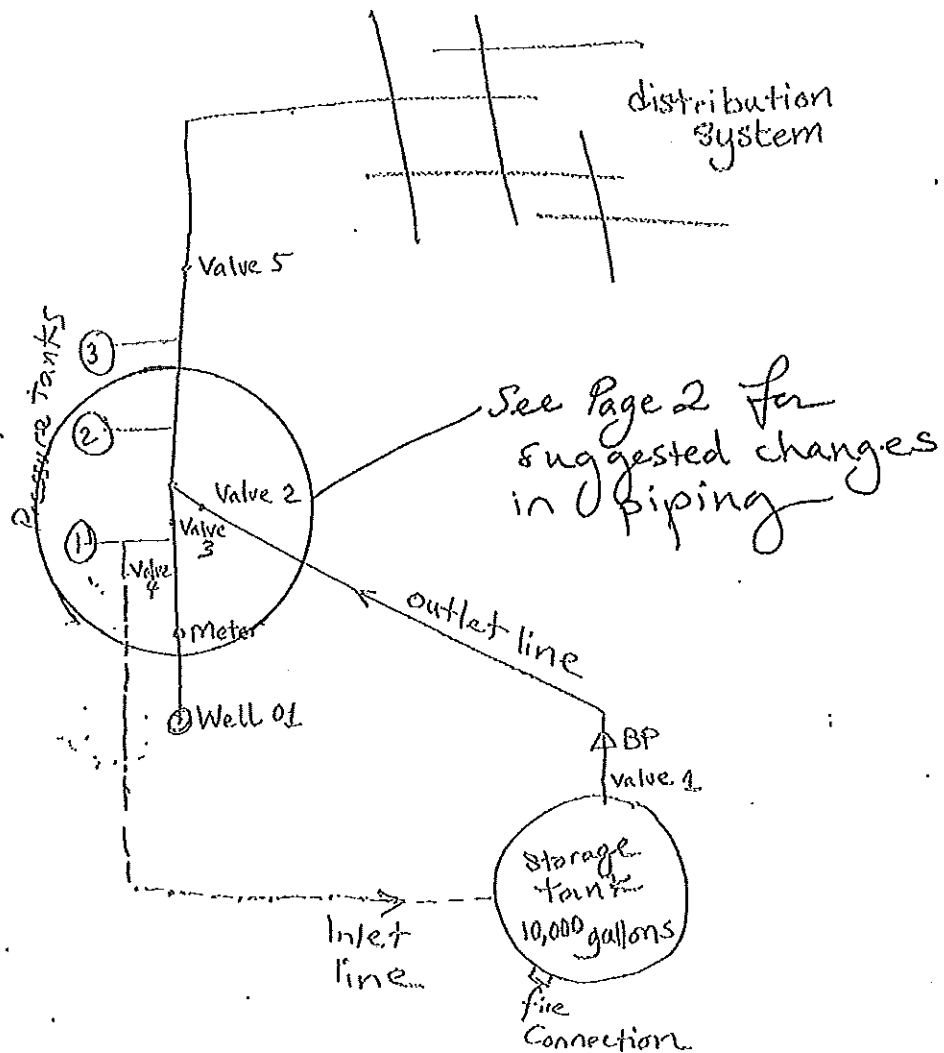 distribution
system
Valve 5
Pressure Tanks
3
2
1
See Page 2 for
suggested changes
in piping
Valve 2
Valve
3
Valve
4
outlet line
Meter
Well 01
BP
Valve 1
Storage
tank
10,000 gallons
Inlet
line
fire
Connection